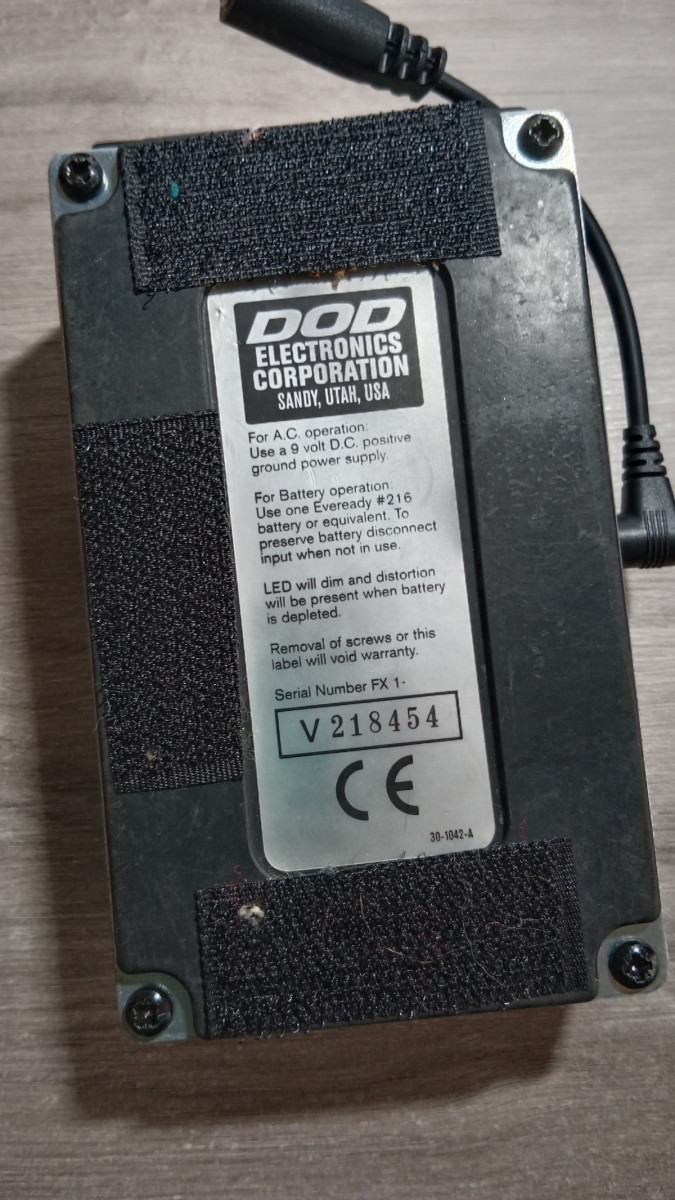 DOD
ELECTRONICS
CORPORATION
SANDY, UTAH, USA
For A.C. operation:
Use a 9 volt D.C. positive
ground power supply.
For Battery operation:
Use one Eveready #216
battery or equivalent. To
preserve battery disconnect
input when not in use.
LED will dim and distortion
will be present when battery
is depleted.
Removal of screws or this
label will void warranty.
Serial Number FX 1-
V 218454
CE
30-1042-A